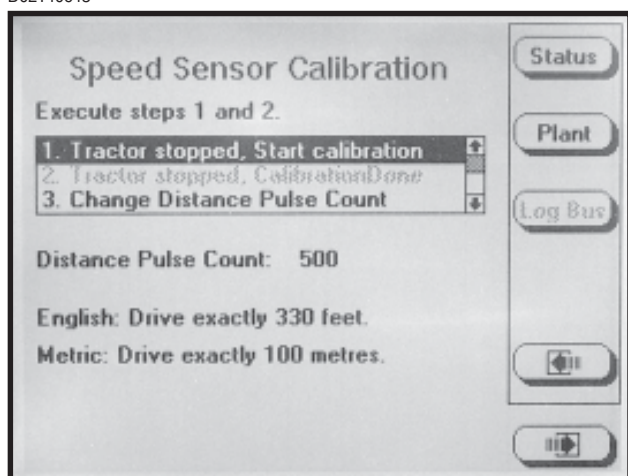 Speed Sensor Calibration
Execute steps 1 and 2.
1. Tractor stopped, Start calibration
2. Tractor stopped, CalibrationDone
3. Change Distance Pulse Count
Distance Pulse Count: 500
English: Drive exactly 330 feet.
Metric: Drive exactly 100 metres.
Status
Plant
Log Bus